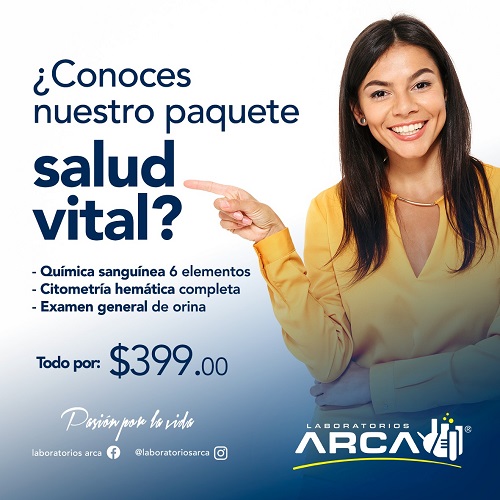 ¿Conoces
nuestro paquete
salud
vital?
- Química sanguínea 6 elementos
- Citometría hemática completa
- Examen general de orina
Todo por: $399.00
Pasión por la vida
laboratorios arca @laboratoriosarca
LABORATORIOS
ARCA ®